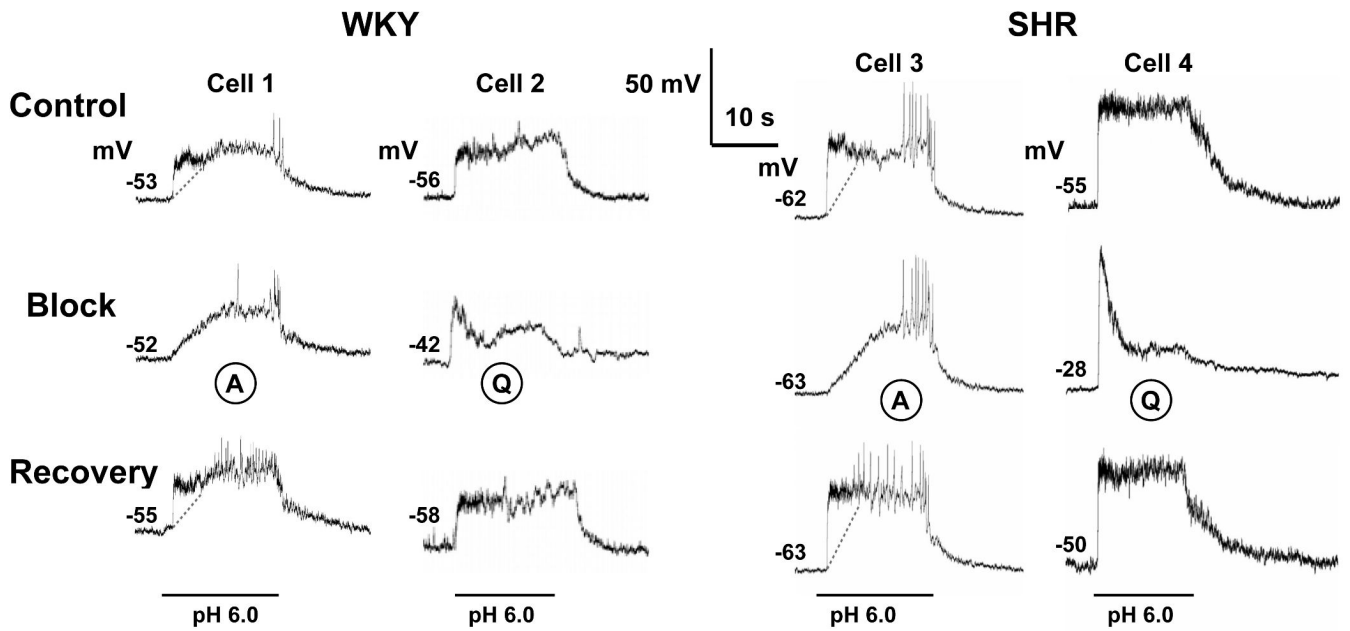 WKY
SHR
Cell 1
Cell 2
50 mV
10 s
Cell 3
Cell 4
Control
mV
-53
mV
-56
mV
-62
mV
-55
Block
-52
A
-42
Q
-63
A
-28
Q
Recovery
-55
-58
-63
-50
pH 6.0
pH 6.0
pH 6.0
pH 6.0